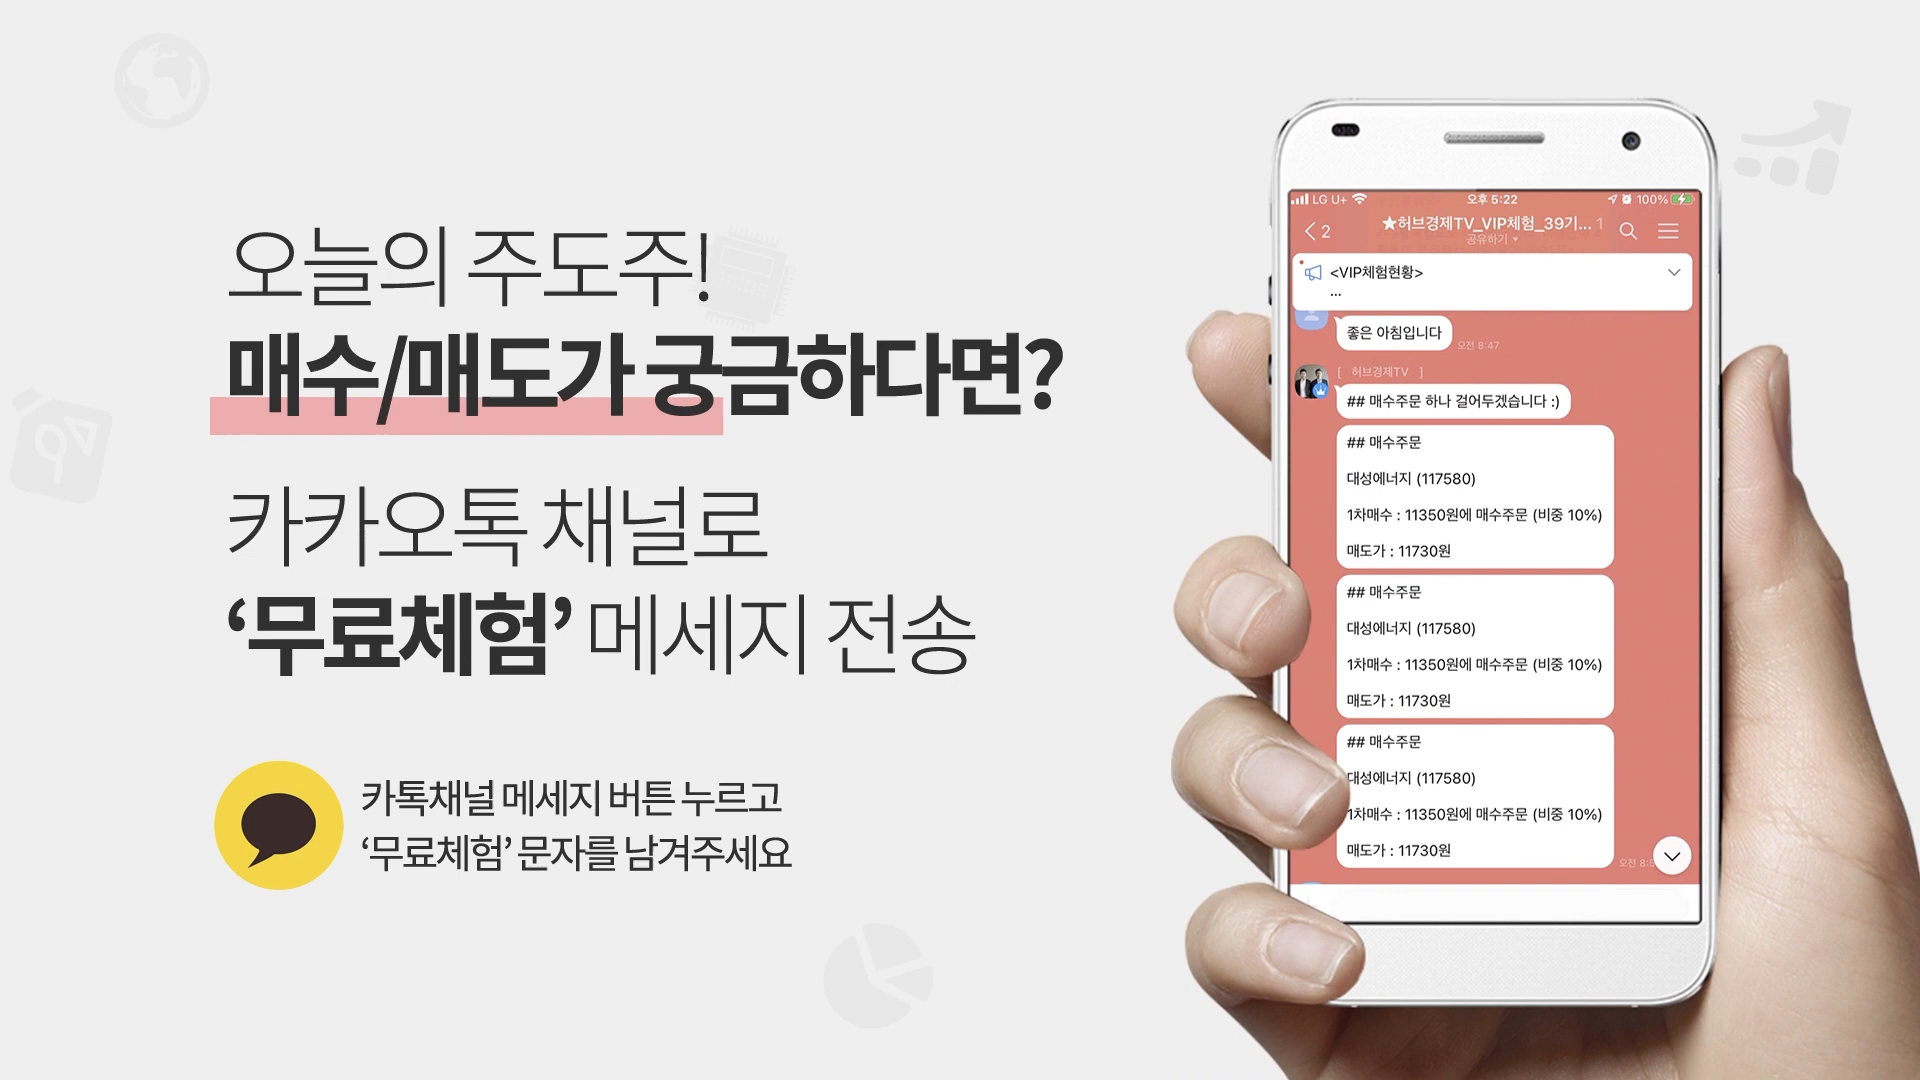 오늘의 주도주!
매수/매도가 궁금하다면?
카카오톡 채널로
‘무료체험’ 메세지 전송
카톡채널 메세지 버튼 누르고
‘무료체험’ 문자를 남겨주세요
LG U+ 오후 5:22 100%
2 ★허브경제TV_VIP체험_39기... 1
공유하기
<VIP체험현황>
...
좋은 아침입니다
오전 8:47
[ 허브경제TV ]
## 매수주문 하나 걸어두겠습니다 :)
## 매수주문
대성에너지 (117580)
1차매수 : 11350원에 매수주문 (비중 10%)
매도가 : 11730원
## 매수주문
대성에너지 (117580)
1차매수 : 11350원에 매수주문 (비중 10%)
매도가 : 11730원
## 매수주문
대성에너지 (117580)
1차매수 : 11350원에 매수주문 (비중 10%)
매도가 : 11730원
오전